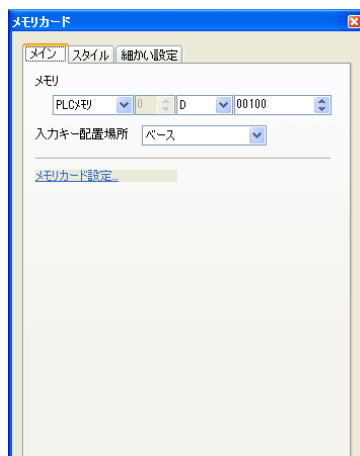 メモリカード
メイン スタイル 細かい設定
メモリ
PLCメモリ 0 D 00100
入力キー配置場所 ベース
メモリカード設定...